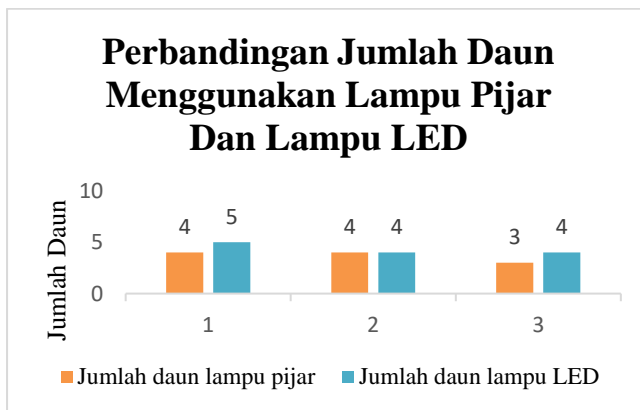 Perbandingan Jumlah Daun
Menggunakan Lampu Pijar
Dan Lampu LED
Jumlah Daun
10
5
0
4 5 4 4 3 4
1 2 3
Jumlah daun lampu pijar Jumlah daun lampu LED